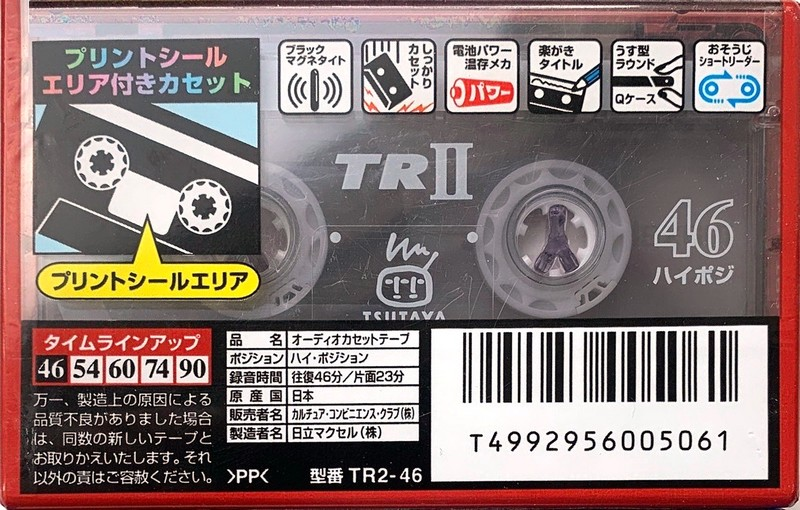 プリントシール
エリア付きカセット
ブラック
マグネタイト
しっかり
カセット
電池パワー
温存メカ
パワー
楽がき
タイトル
うす型
ラウンド
Qケース
おそうじ
ショートリーダー
TRⅡ
46
ハイポジ
TSUTAYA
プリントシールエリア
タイムラインアップ
46 54 60 74 90
万一、製造上の原因による
品質不良がありました場合
は、同数の新しいテープと
お取りかえいたします。それ
以外の責はご容赦ください。
品名 オーディオカセットテープ
ポジション ハイ・ポジション
録音時間 往復46分/片面23分
原産国 日本
販売者名 カルチュア・コンビニエンス・クラブ(株)
製造者名 日立マクセル(株)
>PP< 型番 TR2-46
T4992956005061